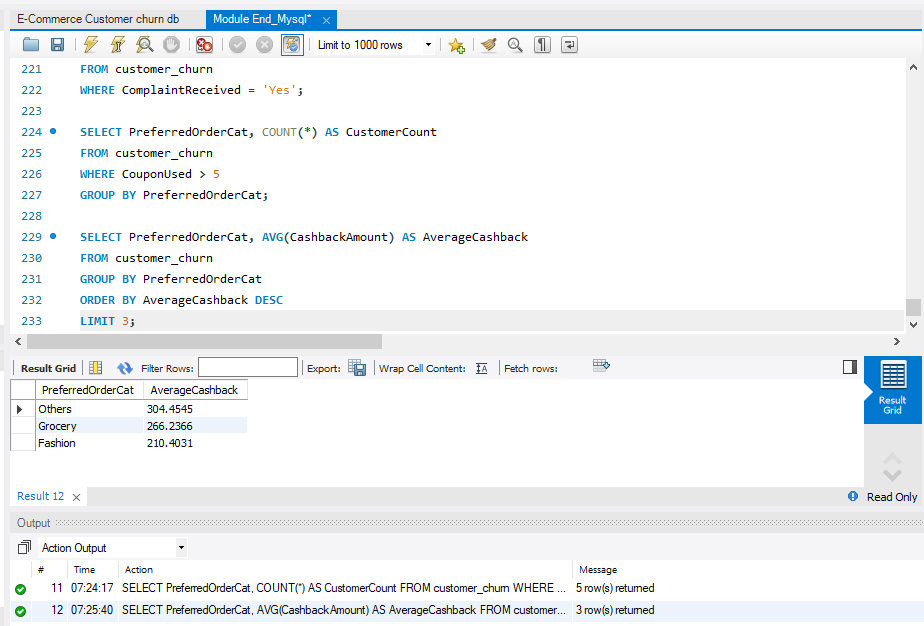 E-Commerce Customer churn db Module End_Mysql* ×
Limit to 1000 rows
221 FROM customer_churn
222 WHERE ComplaintReceived = 'Yes';
223
224 SELECT PreferredOrderCat, COUNT(*) AS CustomerCount
225 FROM customer_churn
226 WHERE CouponUsed > 5
227 GROUP BY PreferredOrderCat;
228
229 SELECT PreferredOrderCat, AVG(CashbackAmount) AS AverageCashback
230 FROM customer_churn
231 GROUP BY PreferredOrderCat
232 ORDER BY AverageCashback DESC
233 LIMIT 3;
Result Grid Filter Rows: Export: Wrap Cell Content: IA Fetch rows:
PreferredOrderCat AverageCashback
Others 304.4545
Grocery 266.2366
Fashion 210.4031
Result
Grid
Result 12 × Read Only
Output
Action Output
# Time Action Message
11 07:24:17 SELECT PreferredOrderCat, COUNT(*) AS CustomerCount FROM customer_churn WHERE ... 5 row(s) returned
12 07:25:40 SELECT PreferredOrderCat, AVG(CashbackAmount) AS AverageCashback FROM customer... 3 row(s) returned